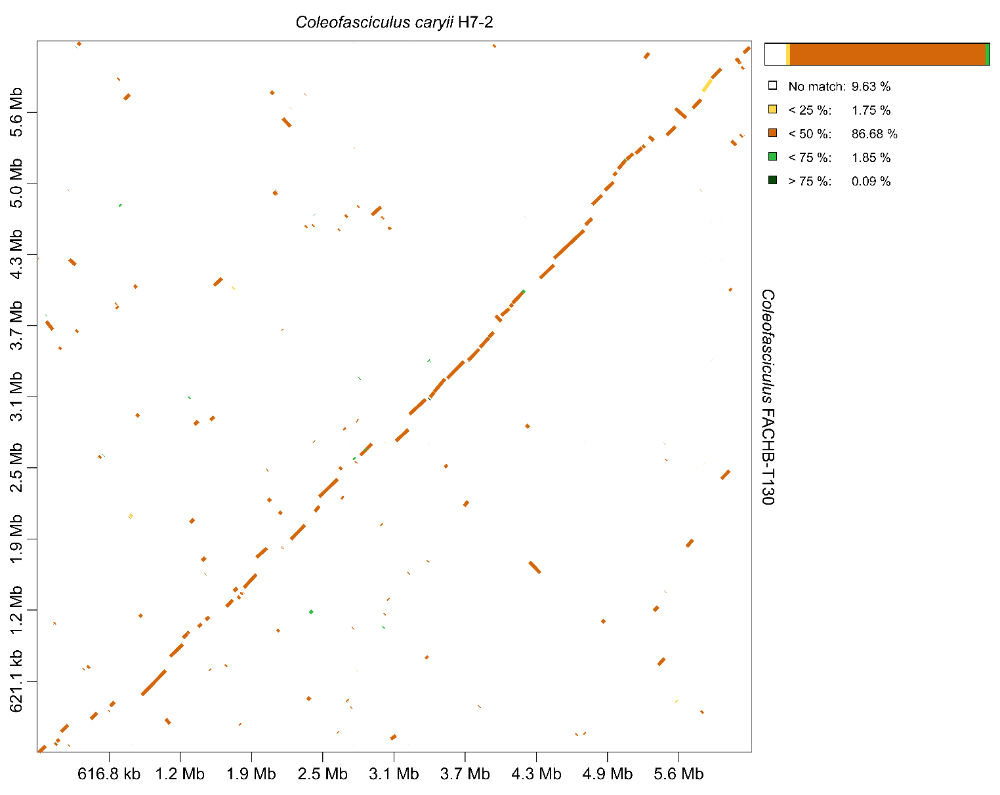 Coleofasciculus caryii H7-2
No match: 9.63 %
< 25 %: 1.75 %
< 50 %: 86.68 %
< 75 %: 1.85 %
> 75 %: 0.09 %
5.6 Mb
5.0 Mb
4.3 Mb
3.7 Mb
3.1 Mb
2.5 Mb
1.9 Mb
1.2 Mb
621.1 kb
Coleofasciculus FACHB-T130
616.8 kb 1.2 Mb 1.9 Mb 2.5 Mb 3.1 Mb 3.7 Mb 4.3 Mb 4.9 Mb 5.6 Mb